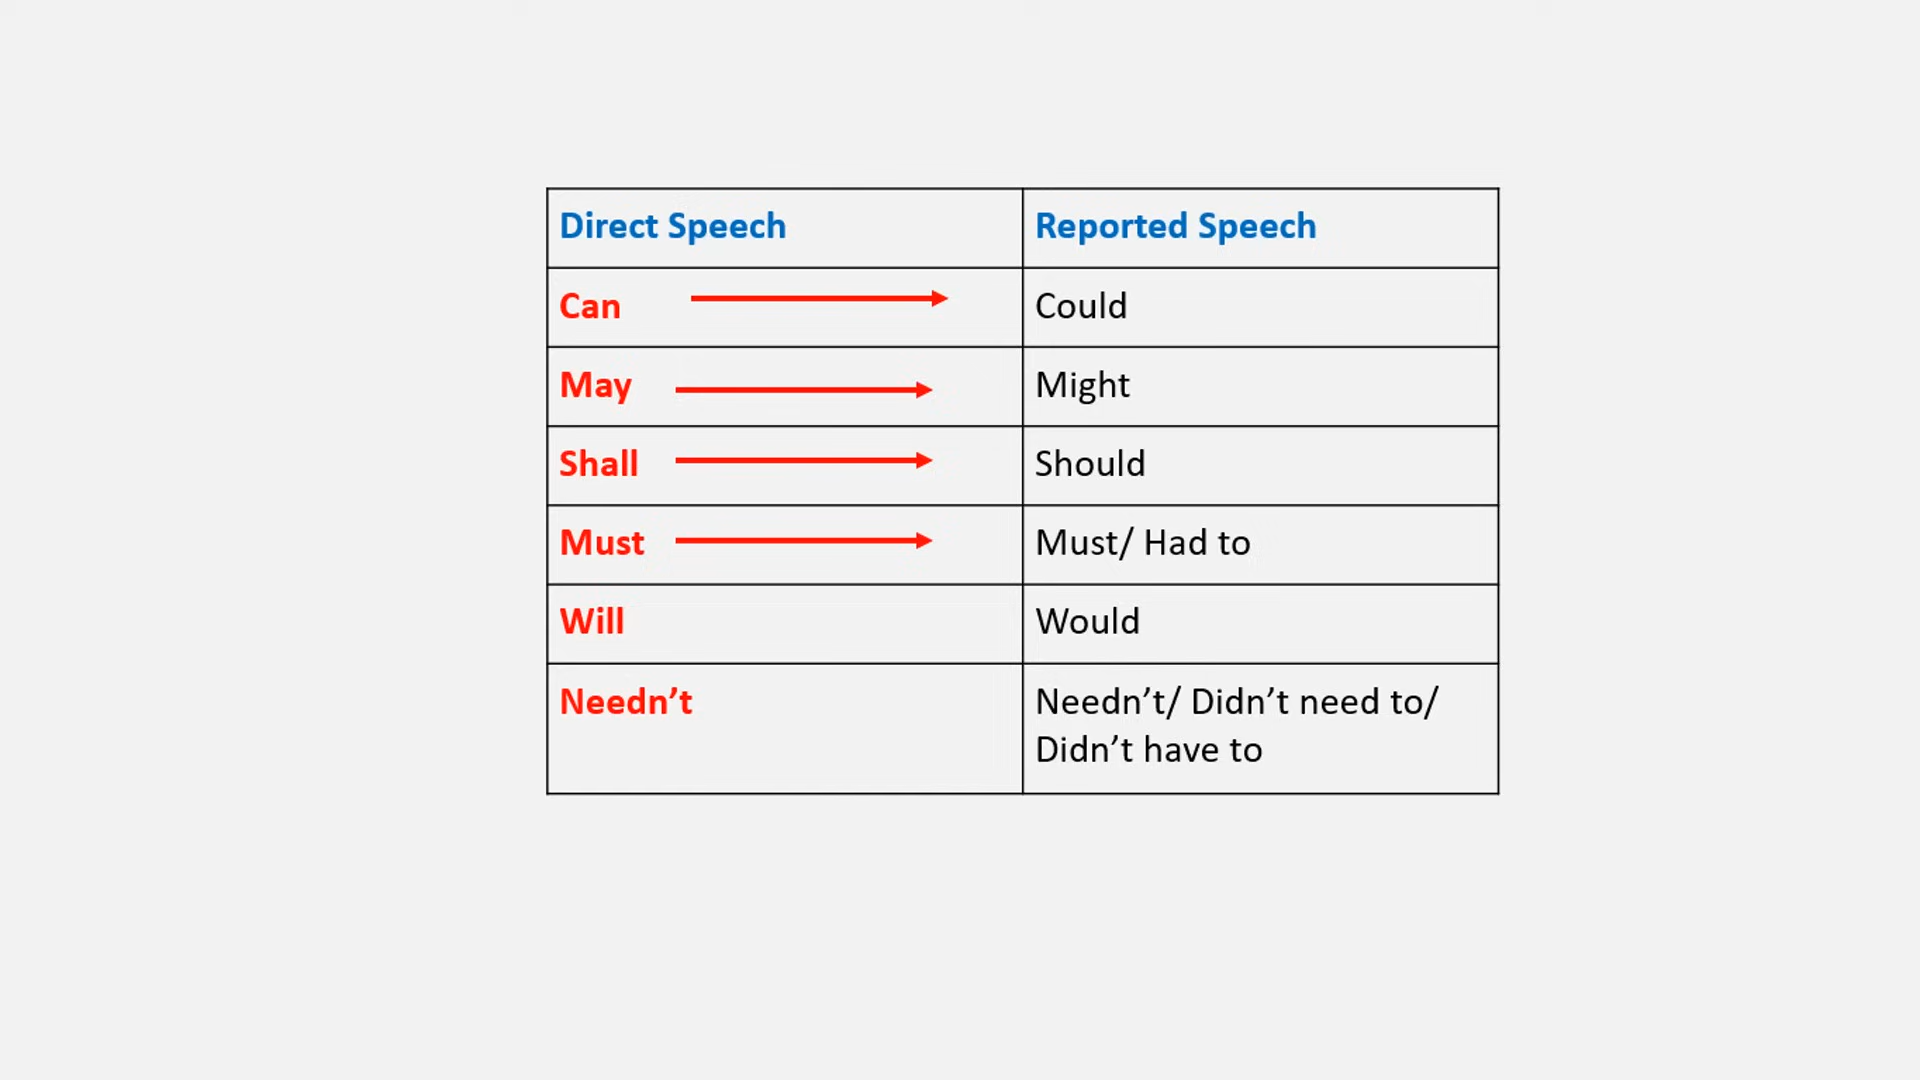 Direct Speech Reported Speech
Can Could
May Might
Shall Should
Must Must/ Had to
Will Would
Needn’t Needn’t/ Didn’t need to/
Didn’t have to